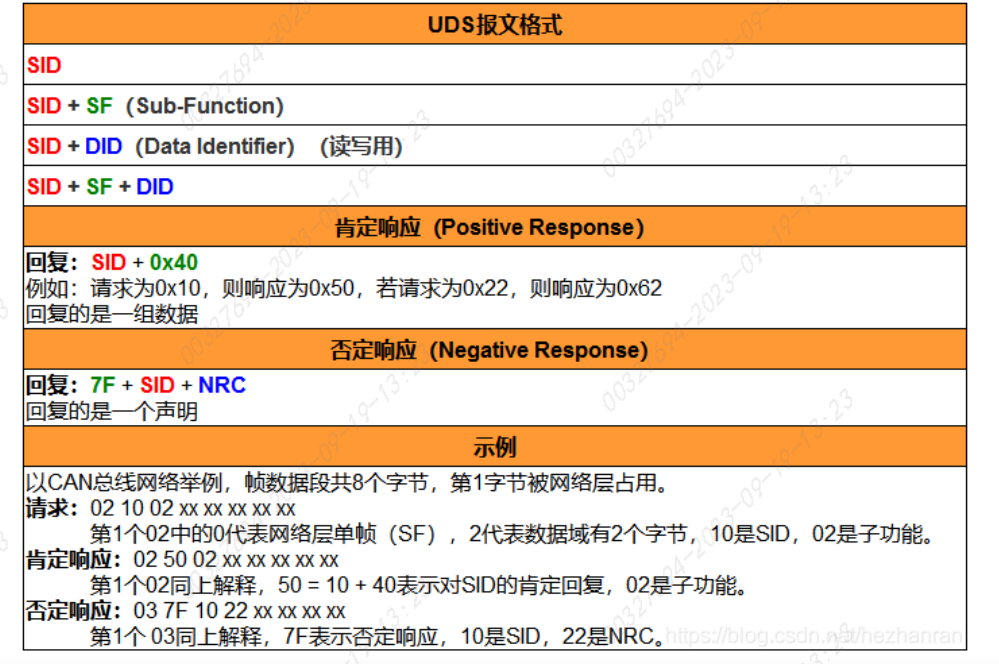 UDS报文格式
SID
SID + SF（Sub-Function）
SID + DID（Data Identifier）（读写用）
SID + SF + DID
肯定响应（Positive Response）
回复：SID + 0x40
例如：请求为0x10，则响应为0x50，若请求为0x22，则响应为0x62
回复的是一组数据
否定响应（Negative Response）
回复：7F + SID + NRC
回复的是一个声明
示例
以CAN总线网络举例，帧数据段共8个字节，第1字节被网络层占用。
请求：02 10 02 xx xx xx xx xx
第1个02中的0代表网络层单帧（SF），2代表数据域有2个字节，10是SID，02是子功能。
肯定响应：02 50 02 xx xx xx xx xx
第1个02同上解释，50 = 10 + 40表示对SID的肯定回复，02是子功能。
否定响应：03 7F 10 22 xx xx xx xx
第1个 03同上解释，7F表示否定响应，10是SID，22是NRC。
https://blog.csdn.net/hezhanran
00327694-2023-09-19-13:23